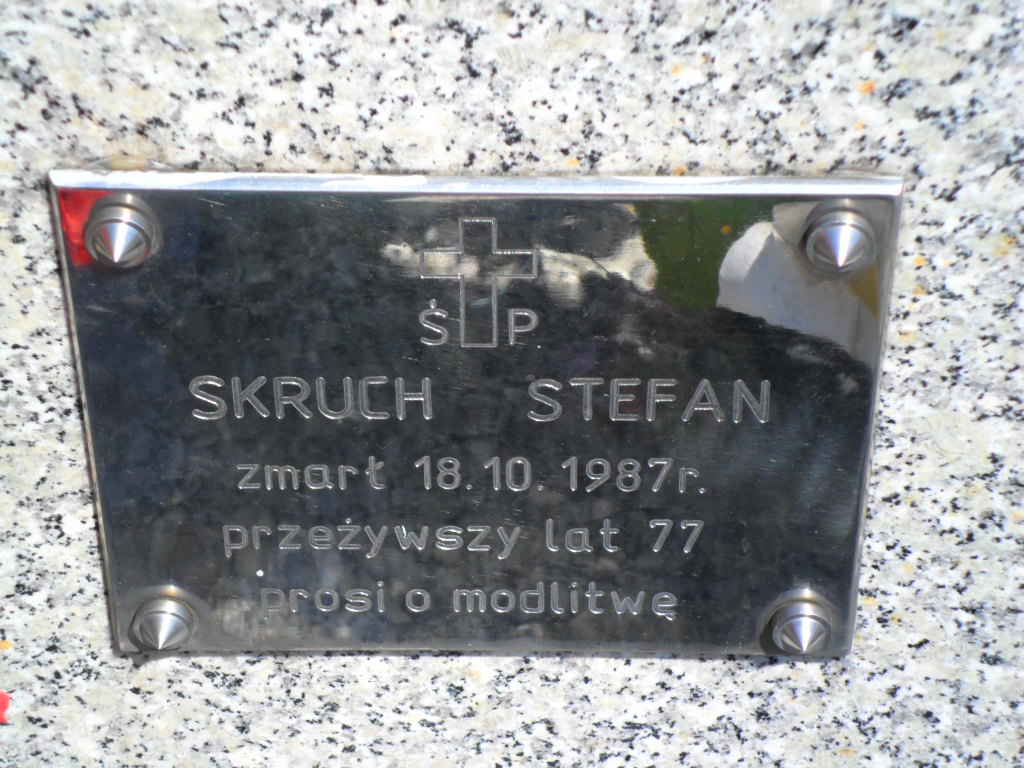 Ś P
SKRUCH STEFAN
zmarł 18.10.1987r.
przeżywszy lat 77
prosi o modlitwę